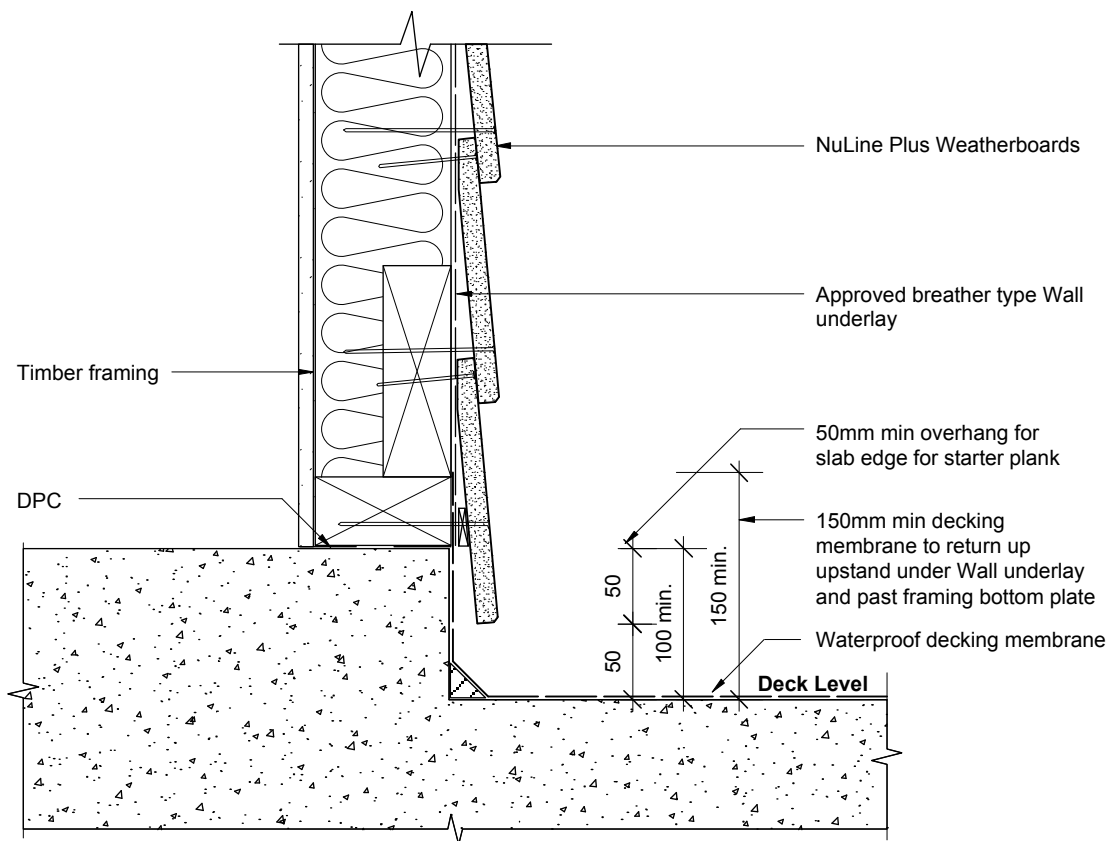 NuLine Plus Weatherboards
Approved breather type Wall
underlay
Timber framing
50mm min overhang for
slab edge for starter plank
DPC
150mm min decking
membrane to return up
upstand under Wall underlay
and past framing bottom plate
50
50
100 min.
150 min.
Waterproof decking membrane
Deck Level